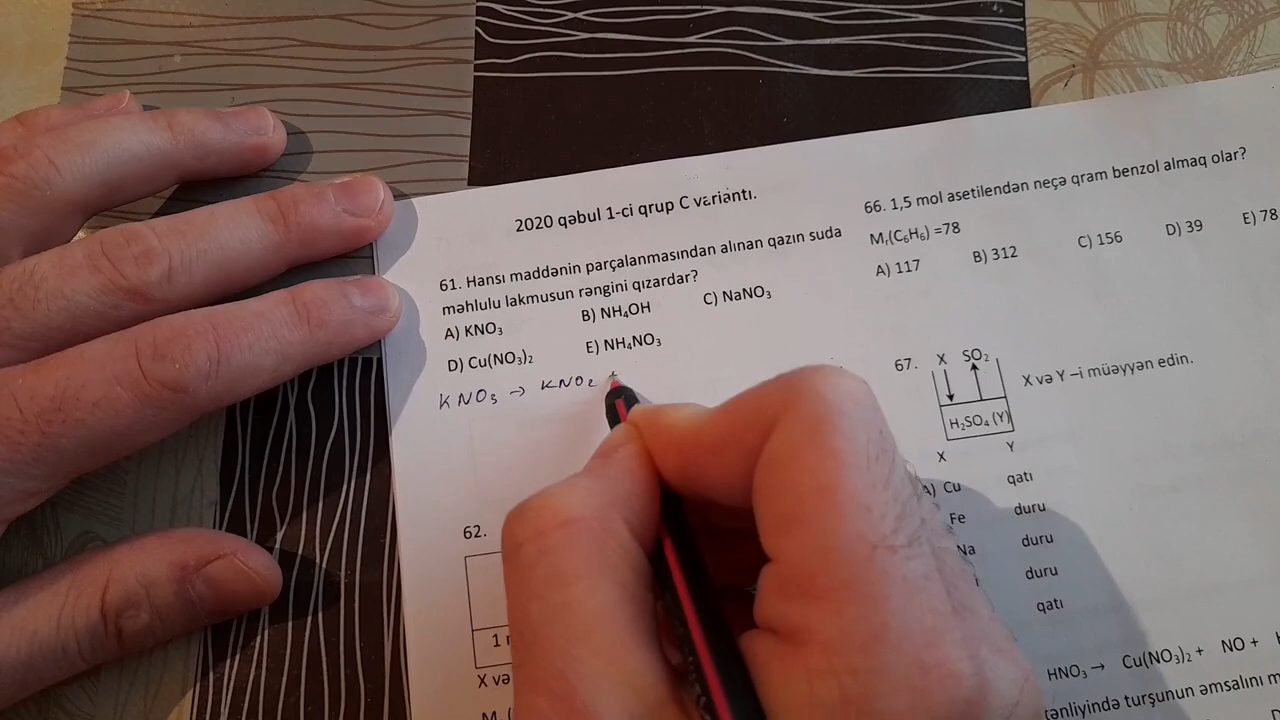 2020 qəbul 1-ci qrup C variantı.
61. Hansı maddənin parçalanmasından alınan qazın suda
məhlulu lakmusun rəngini qızardar?
A) KNO₃ B) NH₄OH C) NaNO₃
D) Cu(NO₃)₂ E) NH₄NO₃
KNO₃ → KNO₂ +
62.
1
X və
66. 1,5 mol asetilendən neçə qram benzol almaq olar?
Mᵣ(C₆H₆) =78
A) 117 B) 312 C) 156 D) 39 E) 78
67. X SO₂
X və Y –i müəyyən edin.
H₂SO₄ (Y)
X Y
A) Cu qatı
Fe duru
Na duru
duru
qatı
HNO₃ → Cu(NO₃)₂ + NO +
tənliyində turşunun əmsalını